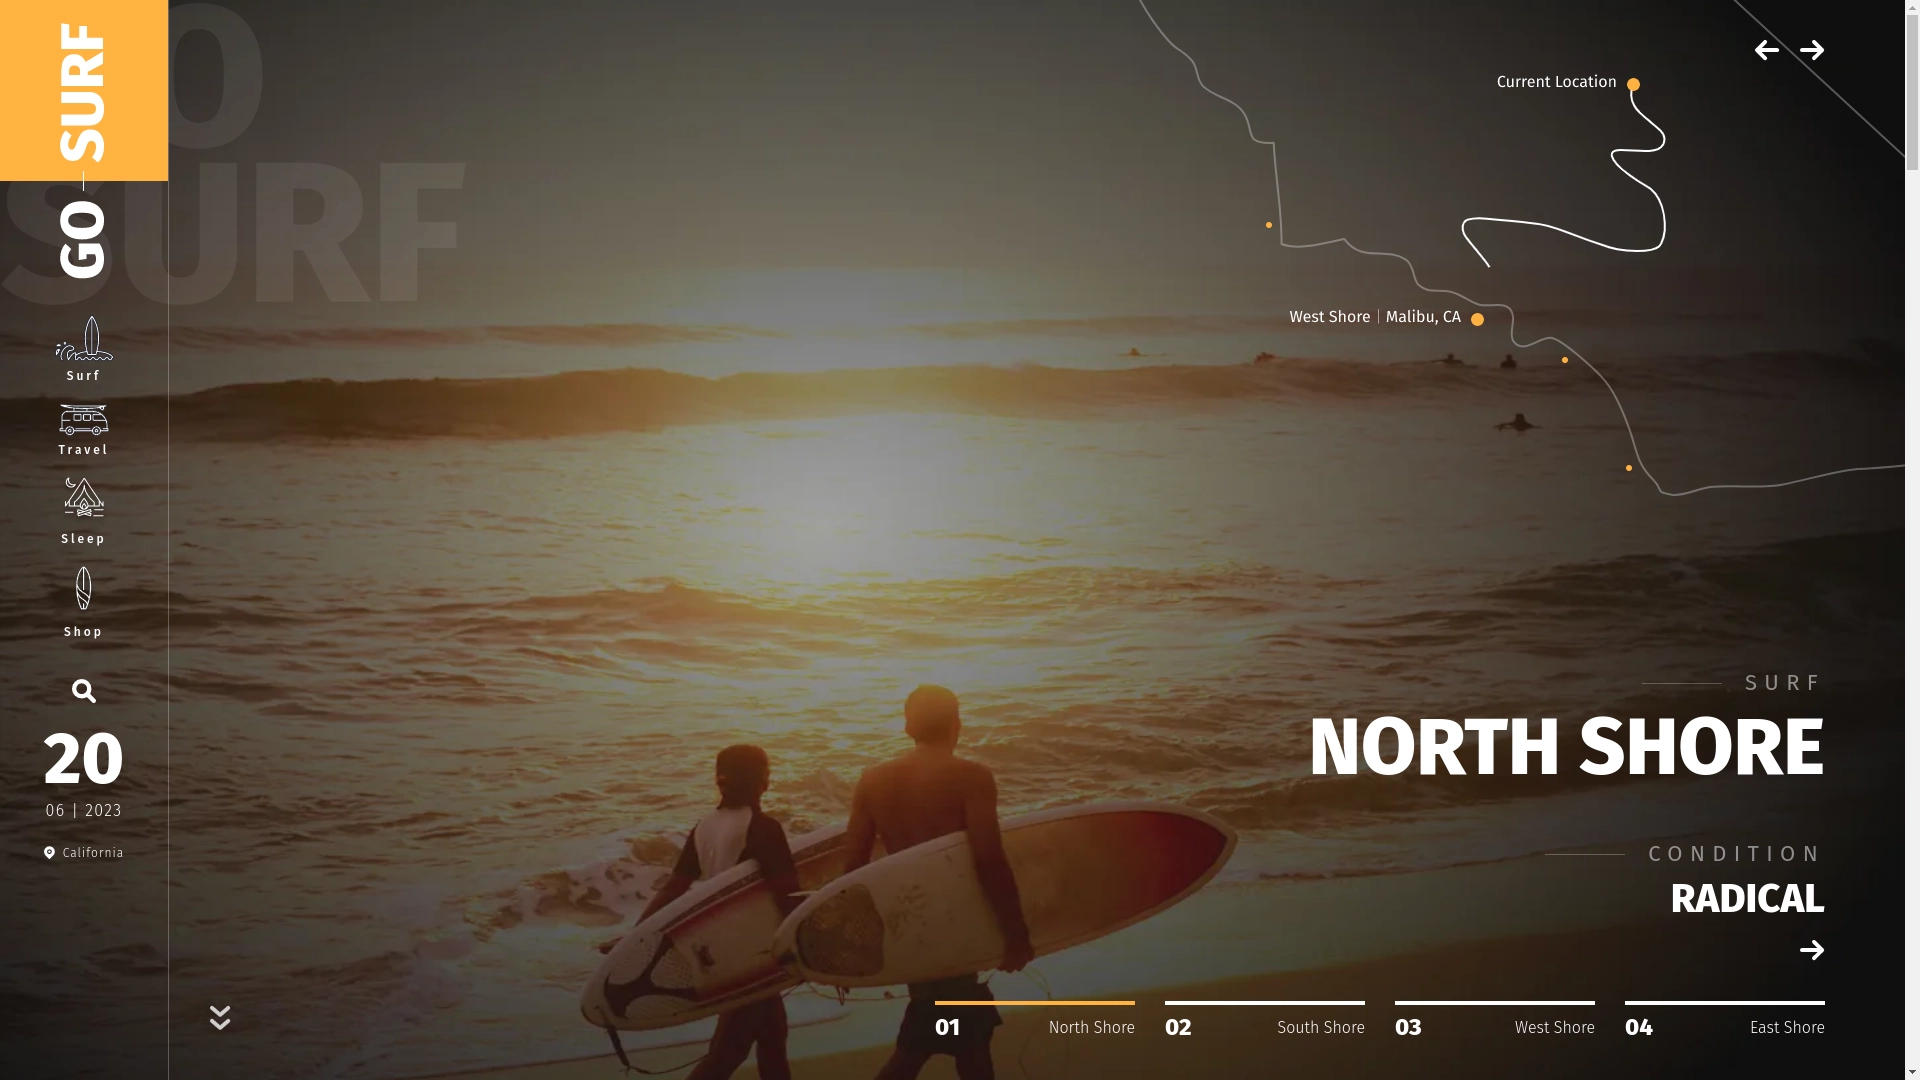 GO SURF
GO
SURF
Surf
Travel
Sleep
Shop
20
06 | 2023
California
Current Location
West Shore | Malibu, CA
SURF
NORTH SHORE
CONDITION
RADICAL
01 North Shore
02 South Shore
03 West Shore
04 East Shore